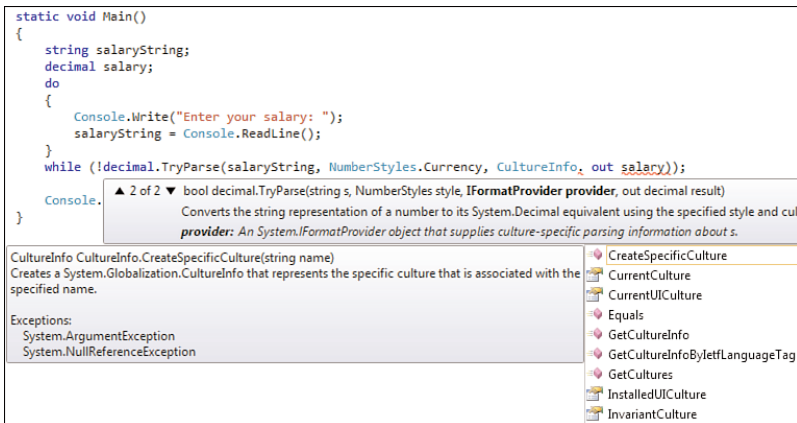 static void Main()
{
string salaryString;
decimal salary;
do
{
Console.Write("Enter your salary: ");
salaryString = Console.ReadLine();
}
while (!decimal.TryParse(salaryString, NumberStyles.Currency, CultureInfo. out salary));
Console.
}
▲ 2 of 2 ▼ bool decimal.TryParse(string s, NumberStyles style, IFormatProvider provider, out decimal result)
Converts the string representation of a number to its System.Decimal equivalent using the specified style and cul
provider: An System.IFormatProvider object that supplies culture-specific parsing information about s.
CultureInfo CultureInfo.CreateSpecificCulture(string name)
Creates a System.Globalization.CultureInfo that represents the specific culture that is associated with the
specified name.
Exceptions:
System.ArgumentException
System.NullReferenceException
CreateSpecificCulture
CurrentCulture
CurrentUICulture
Equals
GetCultureInfo
GetCultureInfoByIetfLanguageTag
GetCultures
InstalledUICulture
InvariantCulture